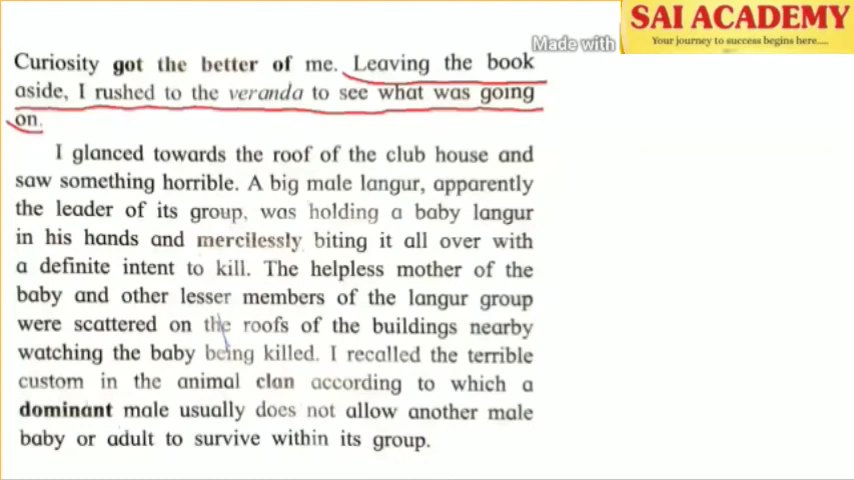 SAI ACADEMY
Made with
Your journey to success begins here....
Curiosity got the better of me. Leaving the book
aside, I rushed to the veranda to see what was going
on.
I glanced towards the roof of the club house and
saw something horrible. A big male langur, apparently
the leader of its group, was holding a baby langur
in his hands and mercilessly biting it all over with
a definite intent to kill. The helpless mother of the
baby and other lesser members of the langur group
were scattered on the roofs of the buildings nearby
watching the baby being killed. I recalled the terrible
custom in the animal clan according to which a
dominant male usually does not allow another male
baby or adult to survive within its group.